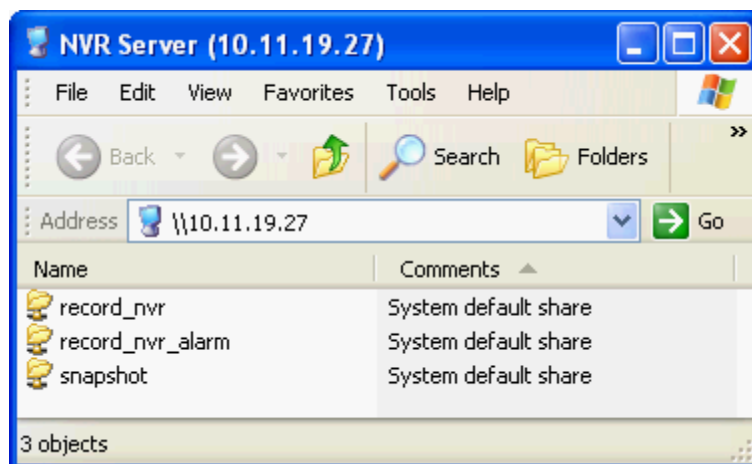 NVR Server (10.11.19.27)
File Edit View Favorites Tools Help
Back Search Folders »
Address \\10.11.19.27 Go
Name Comments
record_nvr System default share
record_nvr_alarm System default share
snapshot System default share
3 objects